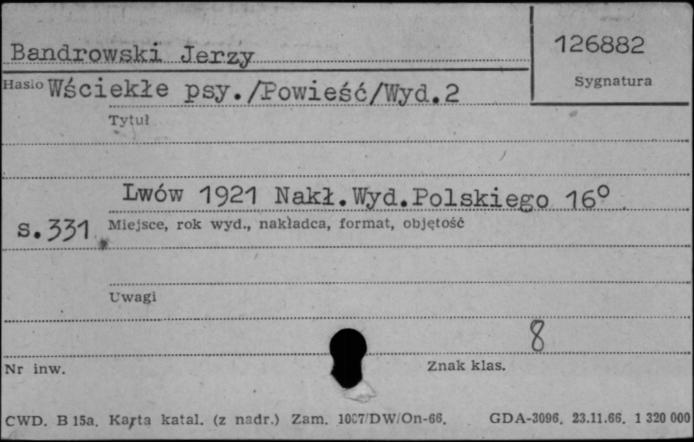 Bandrowski Jerzy
126882
Hasło Wściekłe psy./Powieść/Wyd.2
Sygnatura
Tytuł
Lwów 1921 Nakł.Wyd.Polskiego 16°
s.331 Miejsce, rok wyd., nakładca, format, objętość
Uwagi
8
Nr inw. Znak klas.
CWD. B 15a. Karta katal. (z nadr.) Zam. 1007/DW/On-66. GDA-3096. 23.11.66. 1 320 000